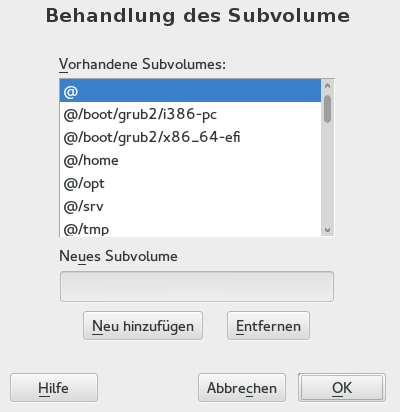 Behandlung des Subvolume
Vorhandene Subvolumes:
@
@/boot/grub2/i386-pc
@/boot/grub2/x86_64-efi
@/home
@/opt
@/srv
@/tmp
Neues Subvolume
Neu hinzufügen Entfernen
Hilfe Abbrechen OK